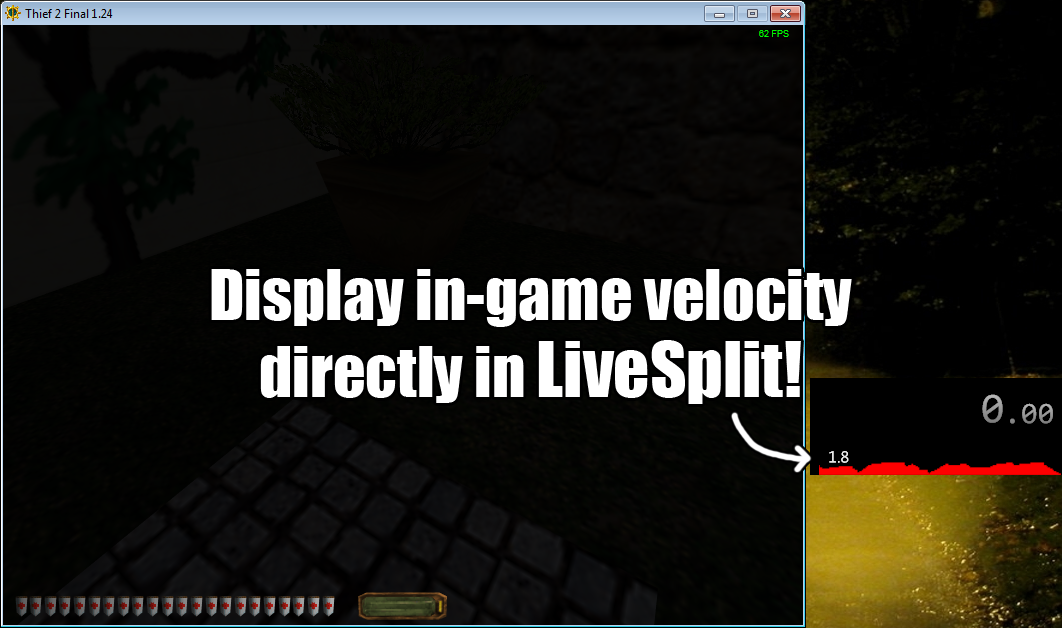 Thief 2 Final 1.24
62 FPS
Display in-game velocity
directly in LiveSplit!
0.00
1.8